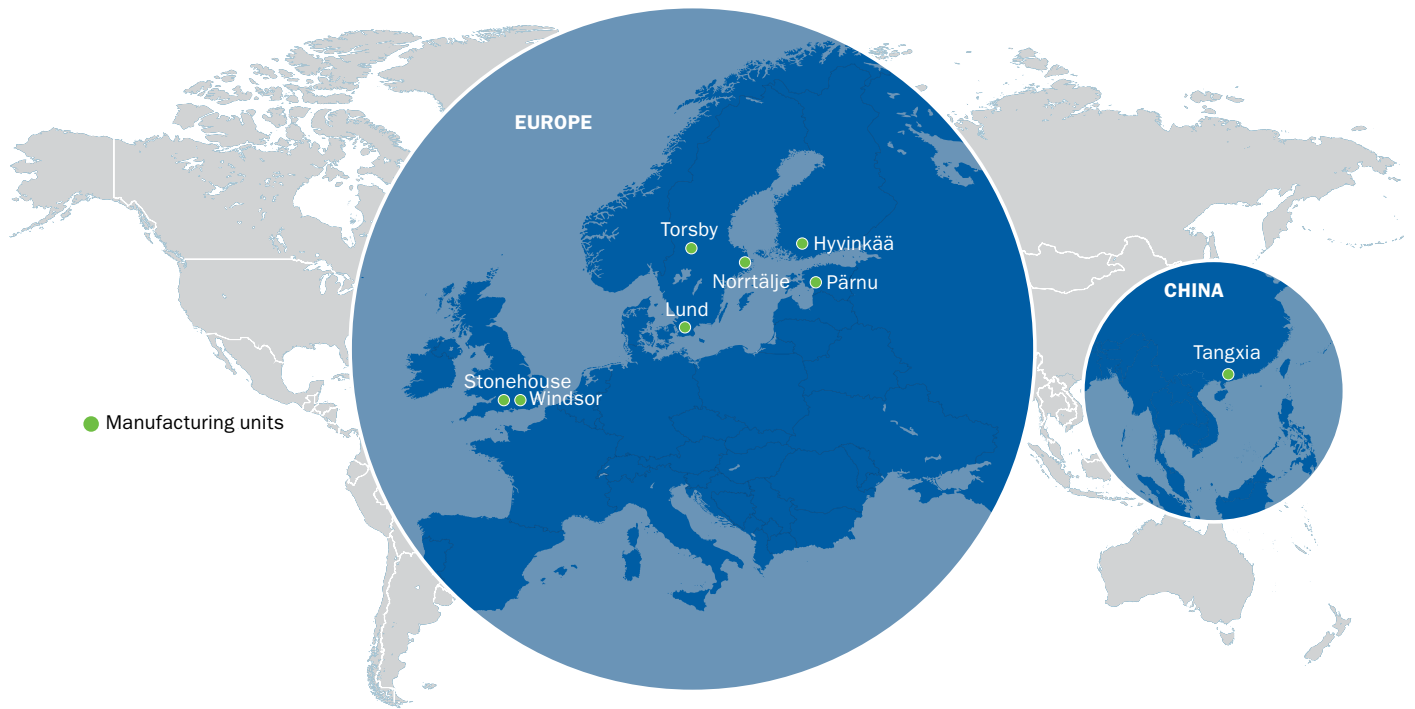 EUROPE
Torsby
Hyvinkää
Norrtälje
Pärnu
CHINA
Lund
Tangxia
Stonehouse
Windsor
Manufacturing units